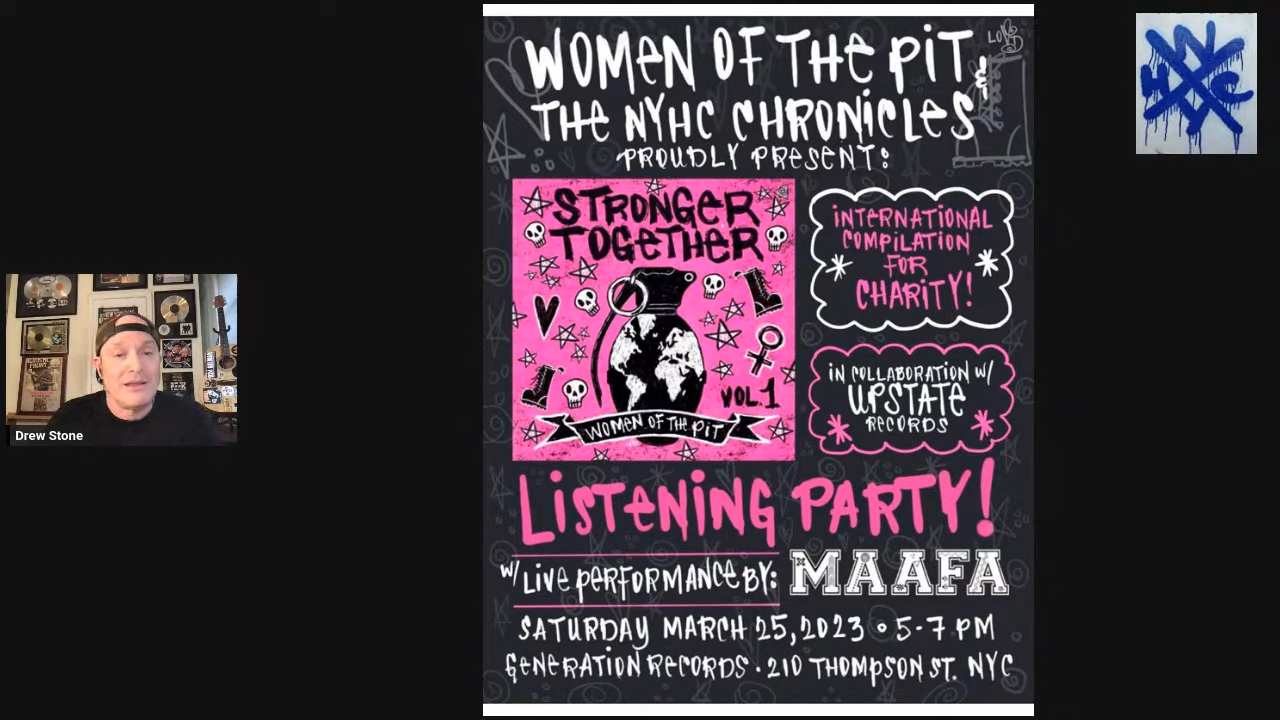 WOMEN OF THE PIT
&
THE NYHC CHRONICLES
PROUDLY PRESENT:
STRONGER
TOGETHER
VOL.1
WOMEN OF THE PIT
INTERNATIONAL
COMPILATION
FOR
CHARITY!
IN COLLABORATION W/
UPSTATE
RECORDS
LISTENING PARTY!
W/ LIVE PERFORMANCE BY: MAAFA
SATURDAY MARCH 25, 2023 • 5-7 PM
GENERATION RECORDS • 210 THOMPSON ST. NYC
Drew Stone
N
H X C
Y